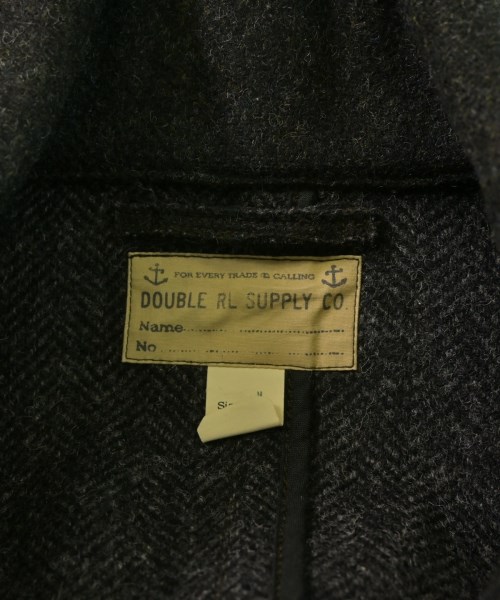 FOR EVERY TRADE & CALLING
DOUBLE RL SUPPLY CO.
Name
No